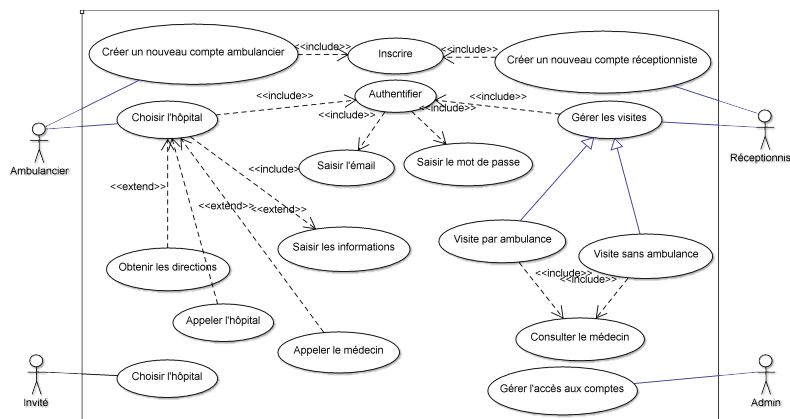 Créer un nouveau compte ambulancier
<<include>>
Inscrire
<<include>>
Créer un nouveau compte réceptionniste
Authentifier
<<include>>
<<include>>
<<include>>
<<include>>
Choisir l'hôpital
Gérer les visites
Ambulancier
Réceptionnis
Saisir l'émail
Saisir le mot de passe
<<include>
<<extend>>
<<extend>>
<<extend>>
Visite par ambulance
Saisir les informations
Visite sans ambulance
Obtenir les directions
<<include>>
<<include>>
Appeler l'hôpital
Appeler le médecin
Consulter le médecin
Choisir l'hôpital
Gérer l'accès aux comptes
Invité
Admin